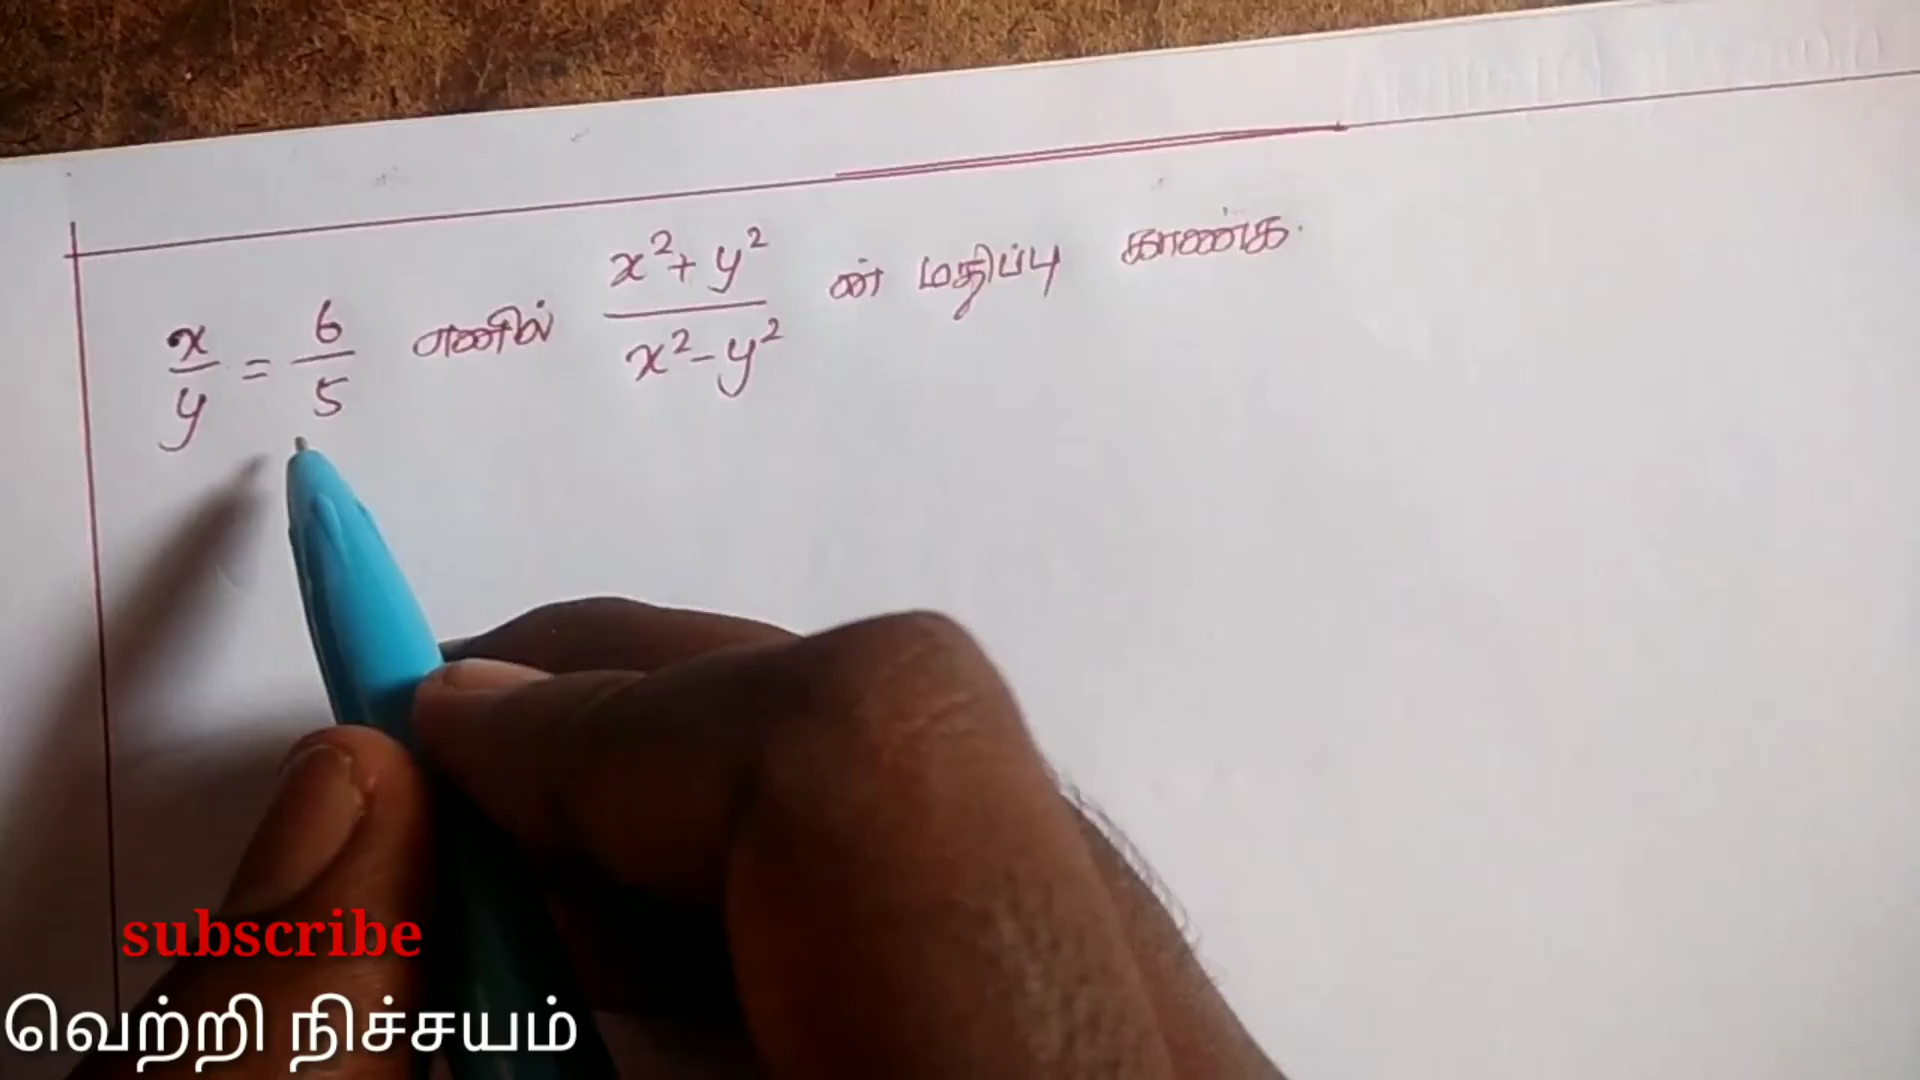 x/y = 6/5 எனில் (x²+y²)/(x²-y²) ன் மதிப்பு காண்க.
subscribe
வெற்றி நிச்சயம்